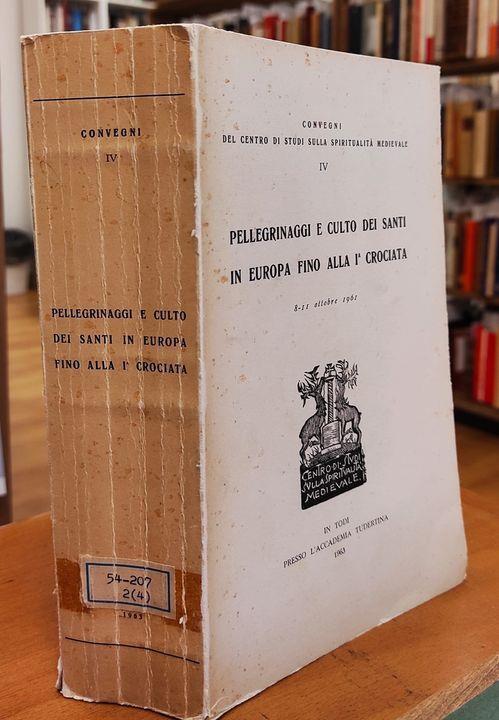 CONVEGNI
IV
PELLEGRINAGGI E CULTO
DEI SANTI IN EUROPA
FINO ALLA Iª CROCIATA
54-207
2(4)
1963
CONVEGNI
DEL CENTRO DI STUDI SULLA SPIRITUALITÀ MEDIEVALE
IV
PELLEGRINAGGI E CULTO DEI SANTI
IN EUROPA FINO ALLA Iª CROCIATA
8-11 ottobre 1961
CENTRO·DI·STUDI
SULLA·SPIRITUALITÀ
MEDIEVALE·
IN TODI
PRESSO L'ACCADEMIA TUDERTINA
1963